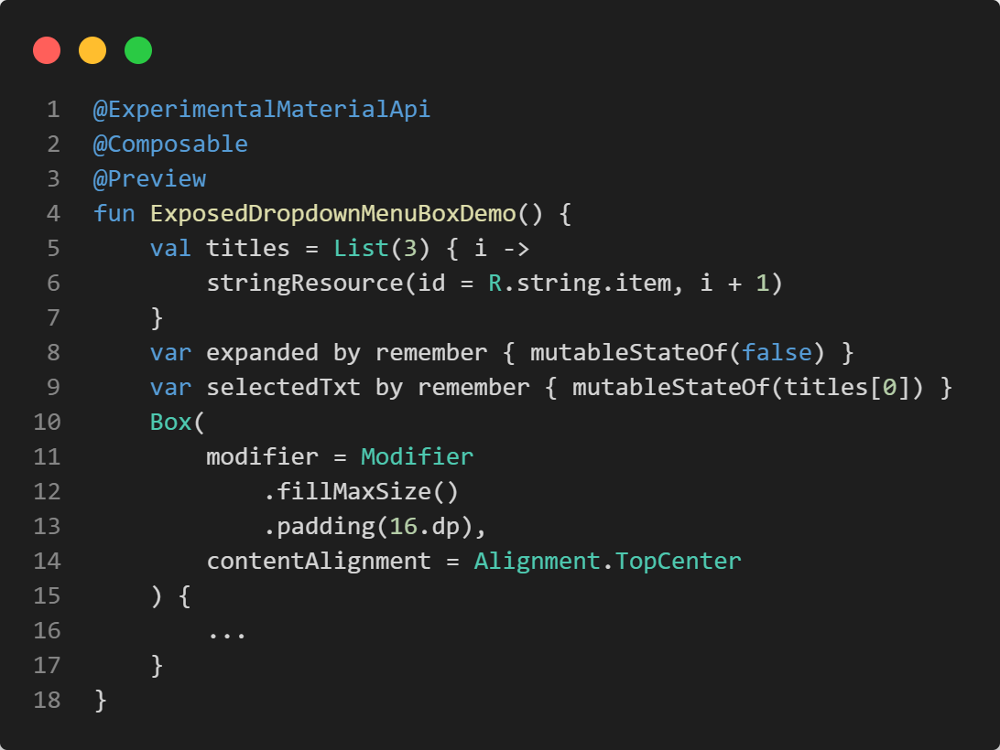 1 @ExperimentalMaterialApi
2 @Composable
3 @Preview
4 fun ExposedDropdownMenuBoxDemo() {
5     val titles = List(3) { i ->
6         stringResource(id = R.string.item, i + 1)
7     }
8     var expanded by remember { mutableStateOf(false) }
9     var selectedTxt by remember { mutableStateOf(titles[0]) }
10     Box(
11         modifier = Modifier
12             .fillMaxSize()
13             .padding(16.dp),
14         contentAlignment = Alignment.TopCenter
15     ) {
16         ...
17     }
18 }